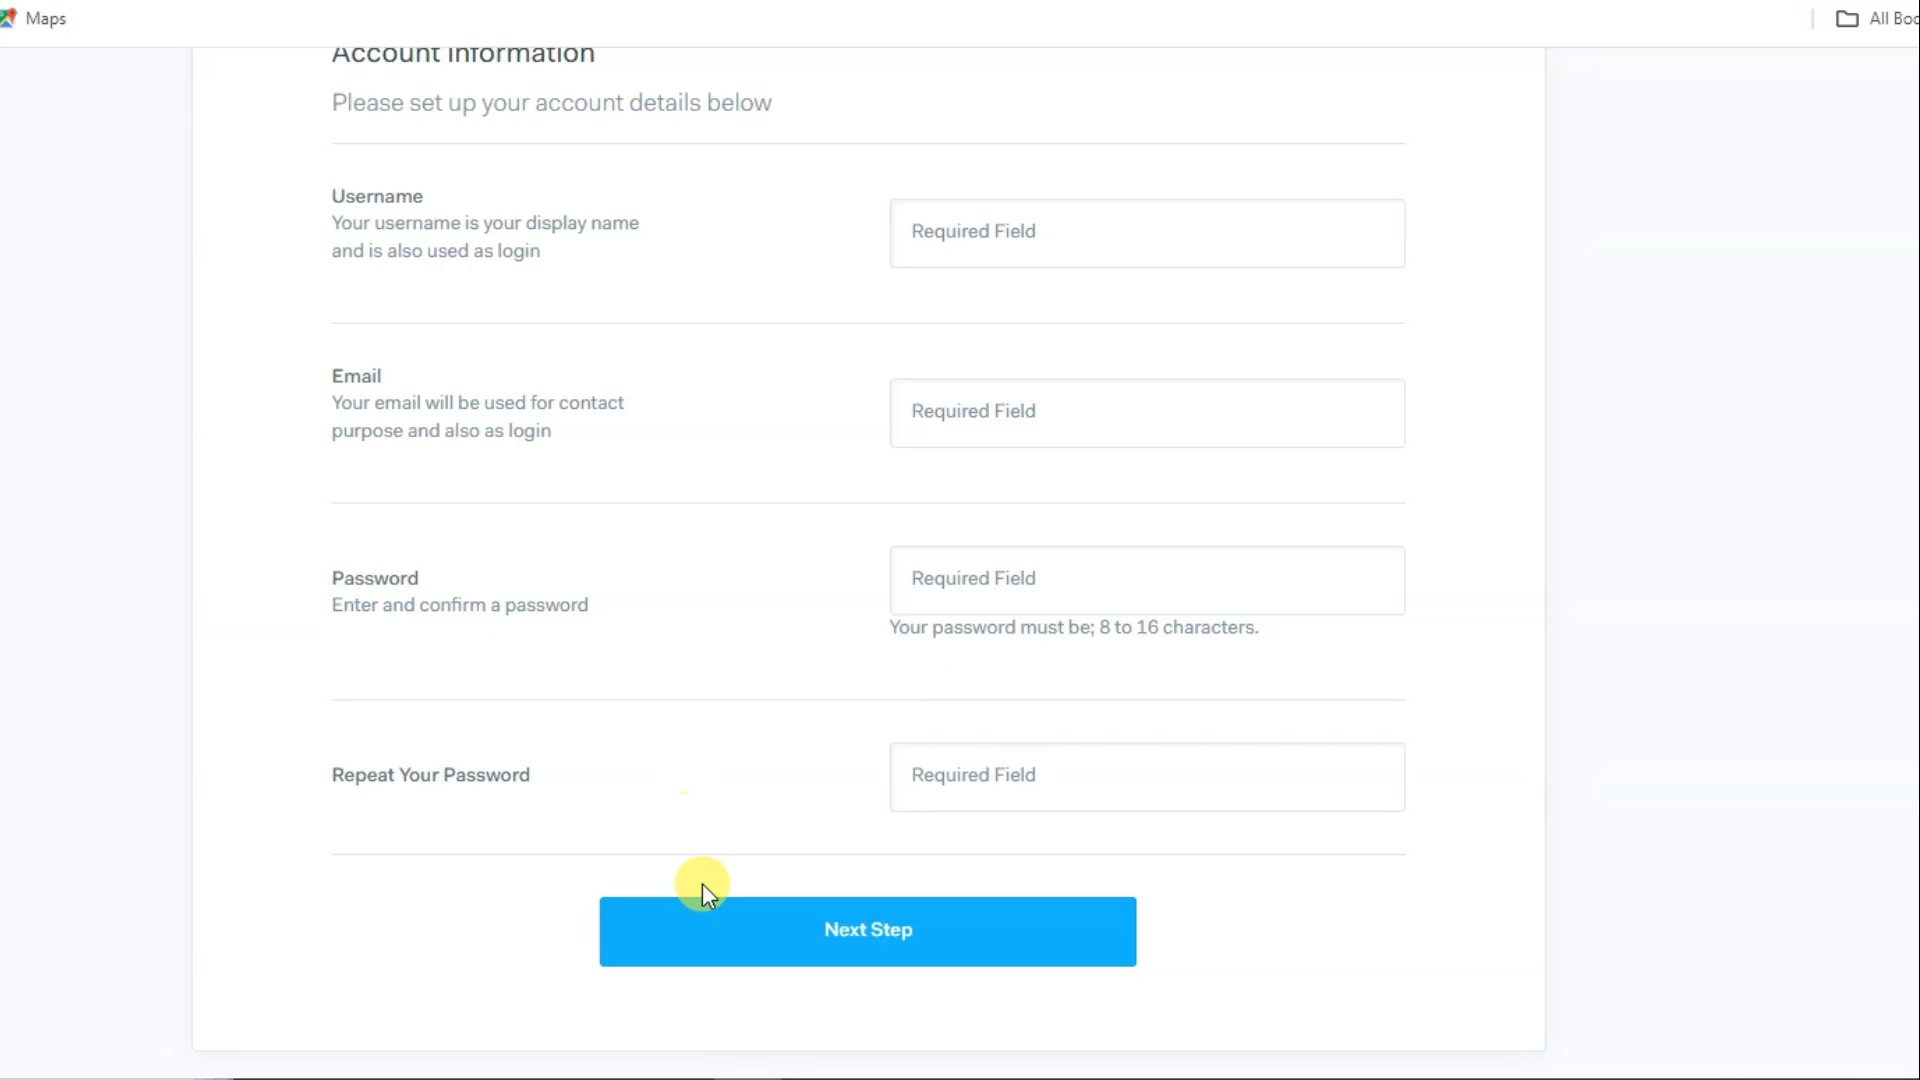 Maps
All Boo
Account Information
Please set up your account details below
Username
Your username is your display name
and is also used as login
Required Field
Email
Your email will be used for contact
purpose and also as login
Required Field
Password
Enter and confirm a password
Required Field
Your password must be; 8 to 16 characters.
Repeat Your Password
Required Field
Next Step